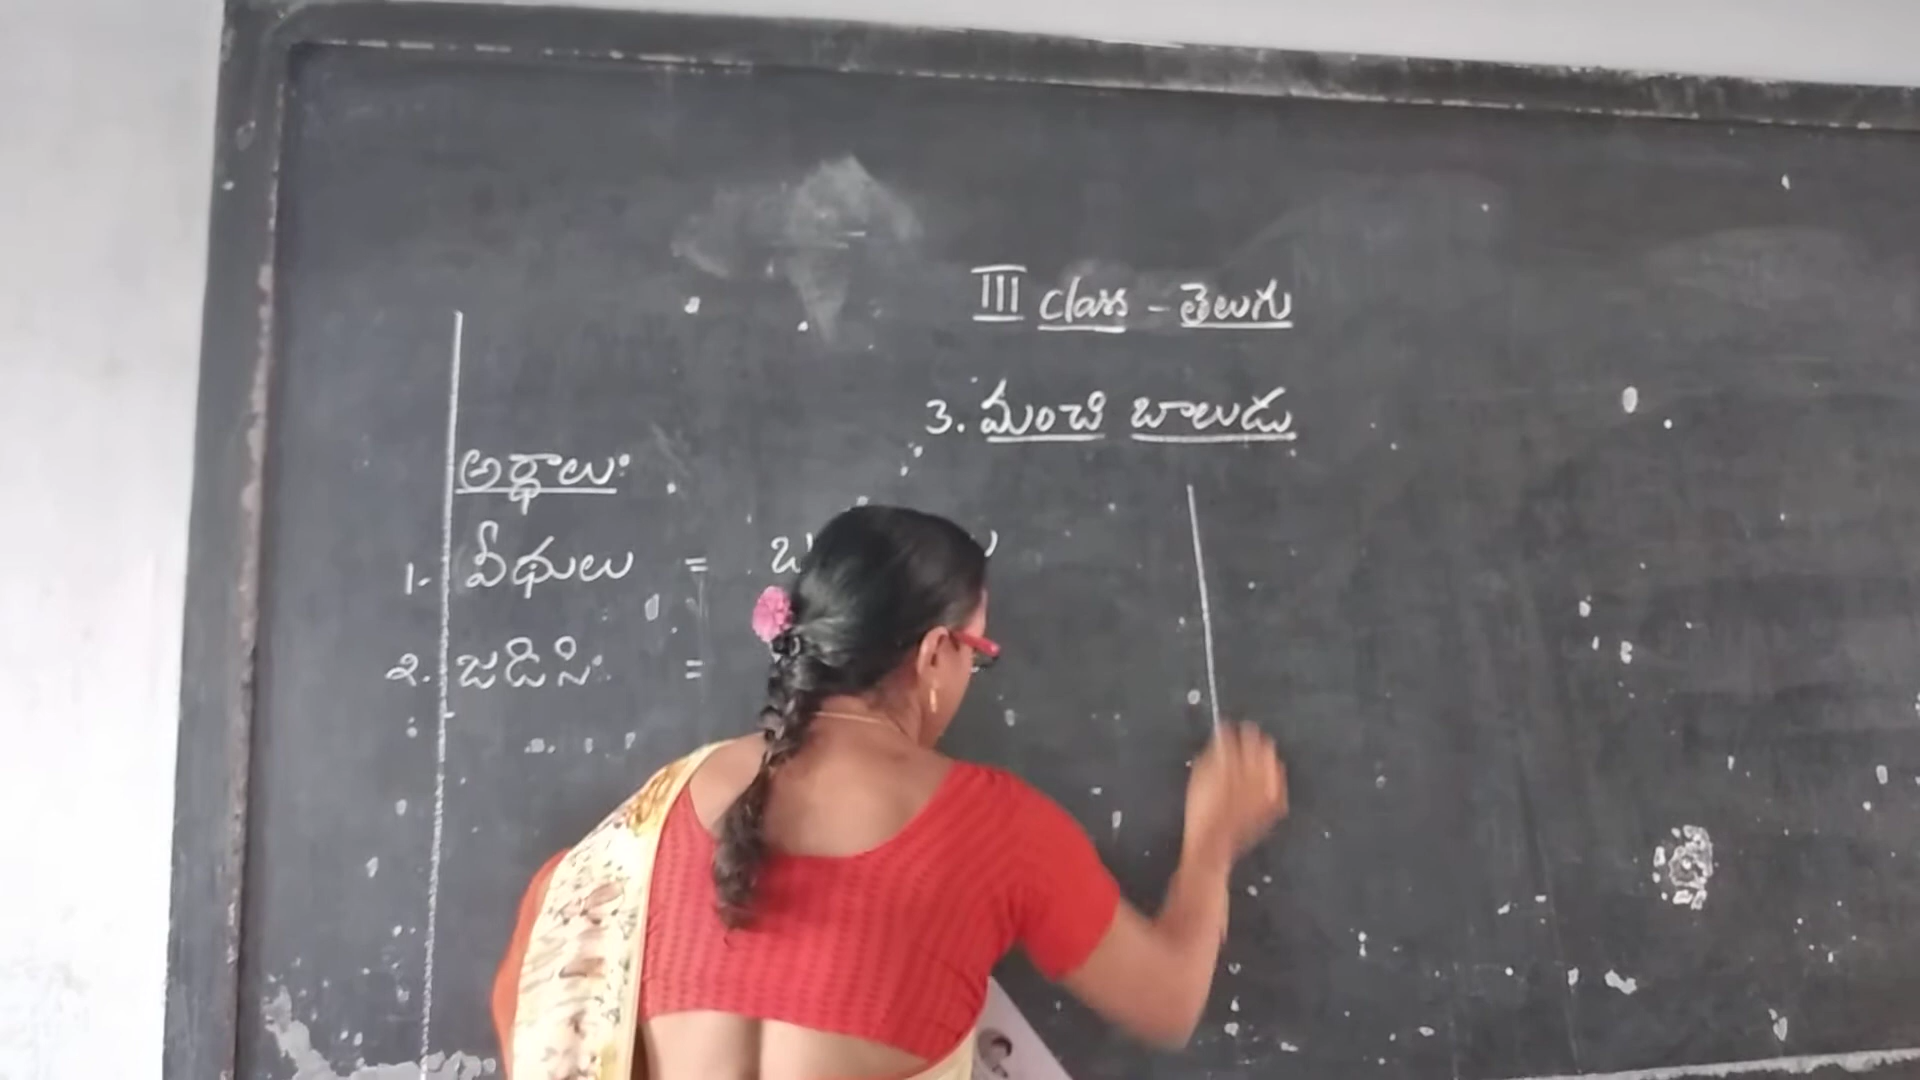 III class - తెలుగు
3. మంచి బాలుడు
అర్థాలు:
1. వీథులు =
2. జడిసి =